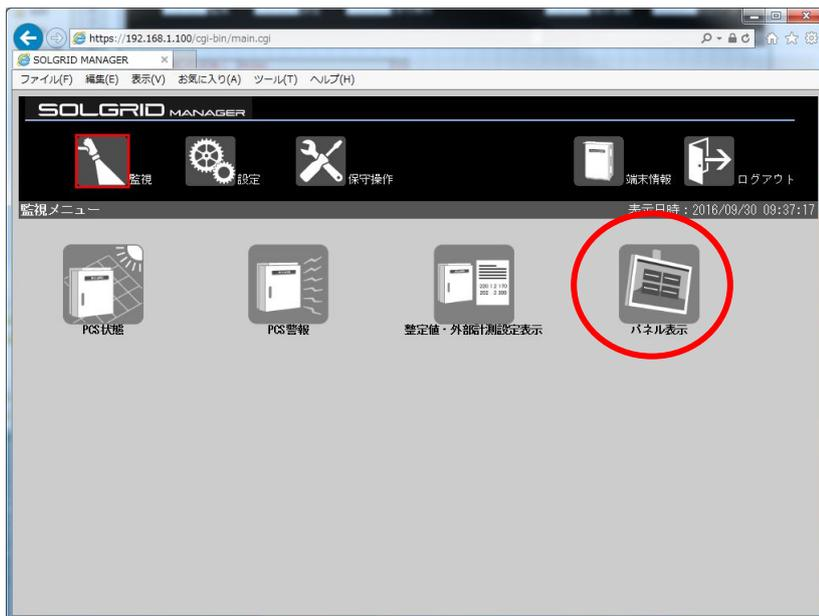 https://192.168.1.100/cgi-bin/main.cgi
SOLGRID MANAGER
ファイル(F) 編集(E) 表示(V) お気に入り(A) ツール(T) ヘルプ(H)
SOLGRID MANAGER
監視 設定 保守操作 端末情報 ログアウト
監視メニュー 表示日時：2016/09/30 09:37:17
PCS状態 PCS警報 整定値・外部計測設定表示 パネル表示